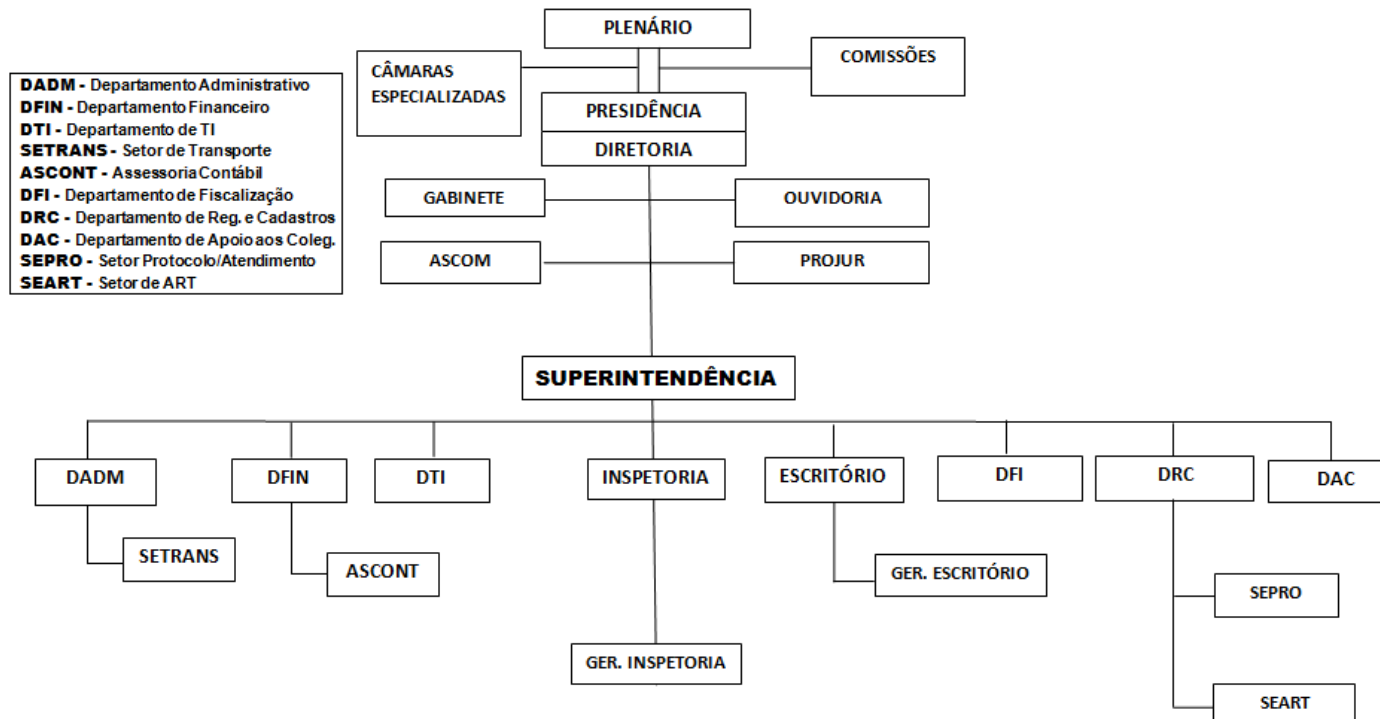 PLENÁRIO
CÂMARAS
ESPECIALIZADAS
COMISSÕES
PRESIDÊNCIA
DIRETORIA
DADM - Departamento Administrativo
DFIN - Departamento Financeiro
DTI - Departamento de TI
SETRANS - Setor de Transporte
ASCONT - Assessoria Contábil
DFI - Departamento de Fiscalização
DRC - Departamento de Reg. e Cadastros
DAC - Departamento de Apoio aos Coleg.
SEPRO - Setor Protocolo/Atendimento
SEART - Setor de ART
GABINETE
OUVIDORIA
ASCOM
PROJUR
SUPERINTENDÊNCIA
DADM
DFIN
DTI
INSPETORIA
ESCRITÓRIO
DFI
DRC
DAC
SETRANS
ASCONT
GER. ESCRITÓRIO
SEPRO
GER. INSPETORIA
SEART